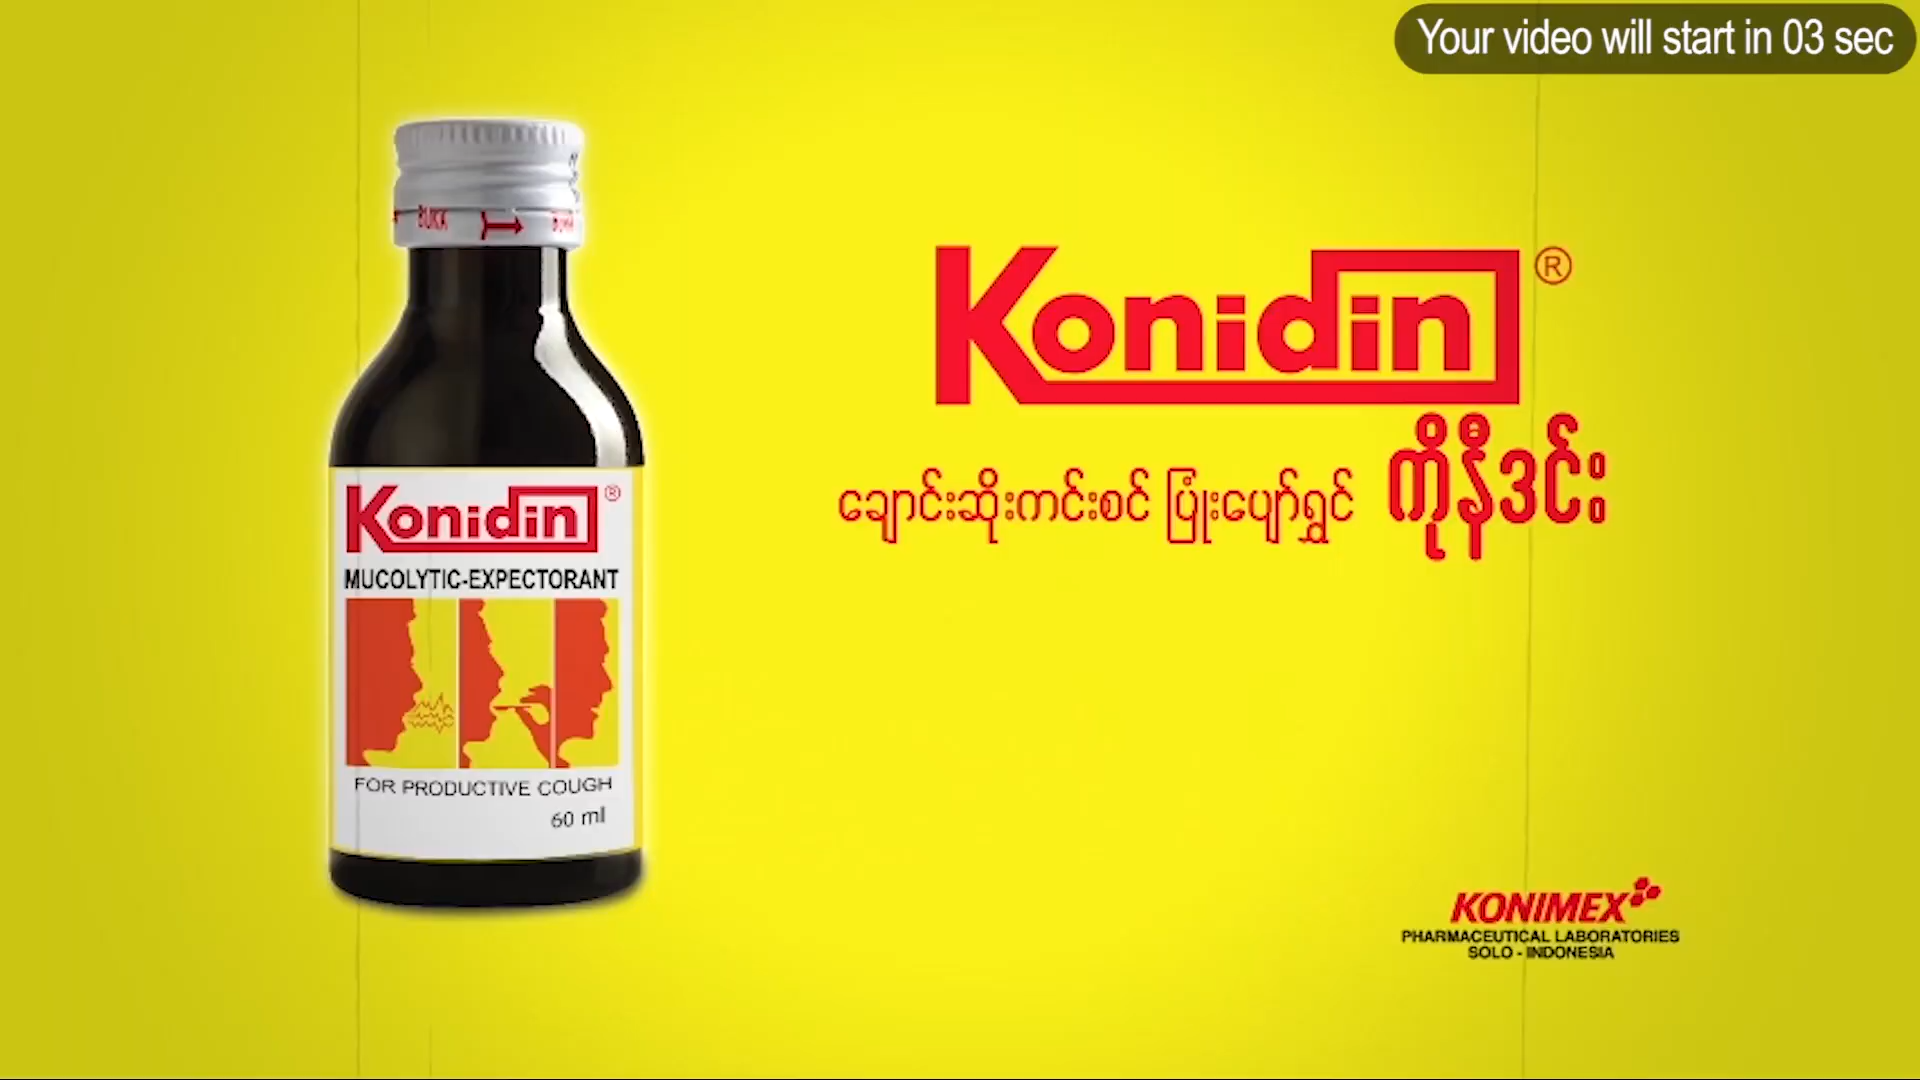 Your video will start in 03 sec
BUKA
Konidin®
MUCOLYTIC-EXPECTORANT
FOR PRODUCTIVE COUGH
60 ml
Konidin®
ချောင်းဆိုးကင်းစင် ပြုံးပျော်ရွှင် ကိုနီဒင်း
KONIMEX
PHARMACEUTICAL LABORATORIES
SOLO - INDONESIA